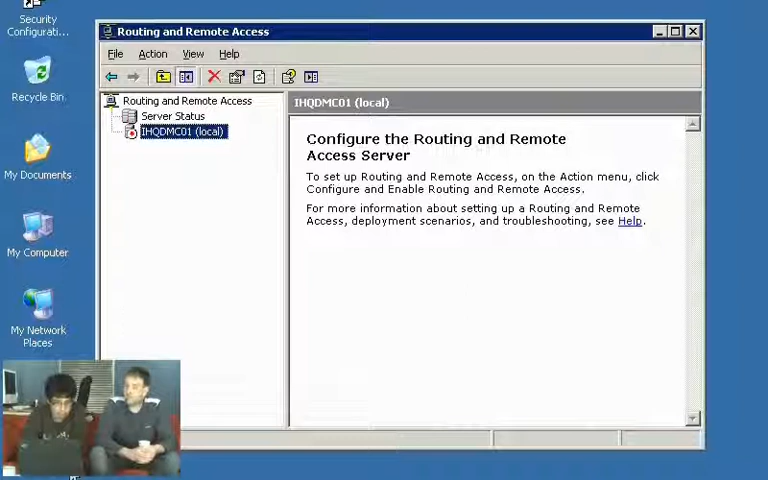 Security
Configurati...
Recycle Bin
My Documents
My Computer
My Network
Places
Routing and Remote Access
File Action View Help
Routing and Remote Access
Server Status
IHQDMC01 (local)
IHQDMC01 (local)
Configure the Routing and Remote
Access Server
To set up Routing and Remote Access, on the Action menu, click
Configure and Enable Routing and Remote Access.
For more information about setting up a Routing and Remote
Access, deployment scenarios, and troubleshooting, see Help.